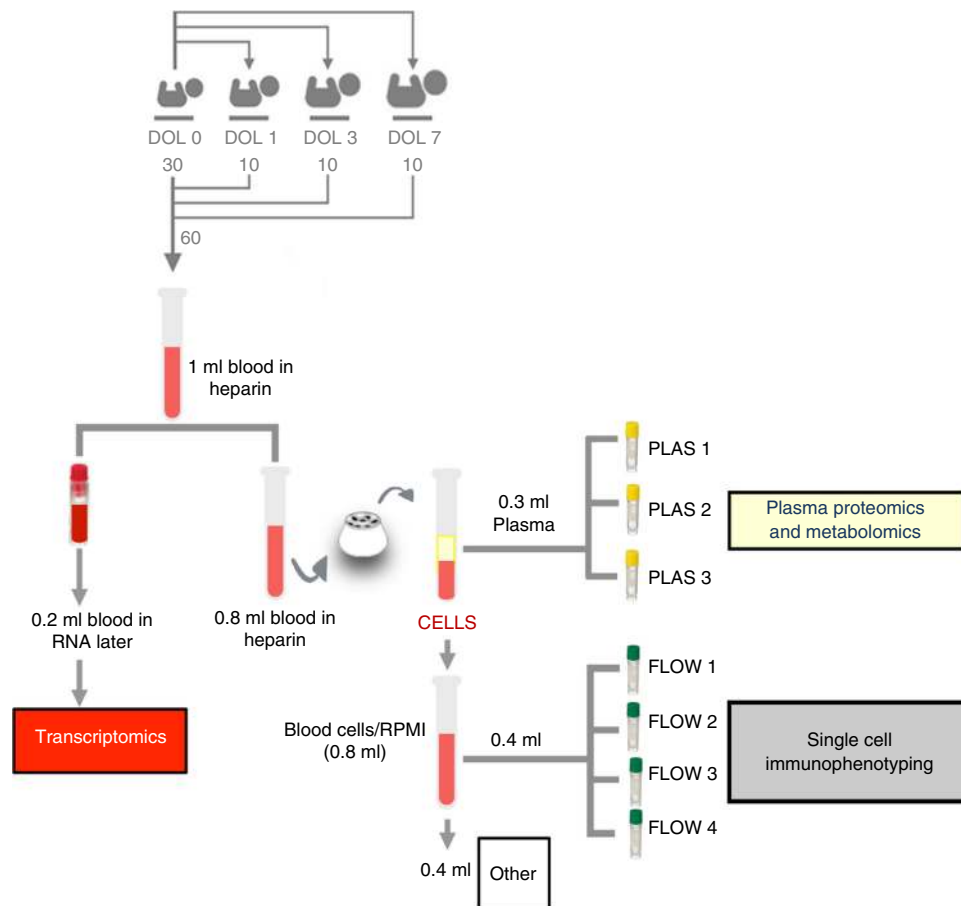 DOL 0
DOL 1
DOL 3
DOL 7
30
10
10
10
60
1 ml blood in
heparin
0.2 ml blood in
RNA later
0.8 ml blood in
heparin
CELLS
0.3 ml
Plasma
PLAS 1
PLAS 2
PLAS 3
Plasma proteomics
and metabolomics
Transcriptomics
Blood cells/RPMI
(0.8 ml)
0.4 ml
FLOW 1
FLOW 2
FLOW 3
FLOW 4
Single cell
immunophenotyping
0.4 ml
Other